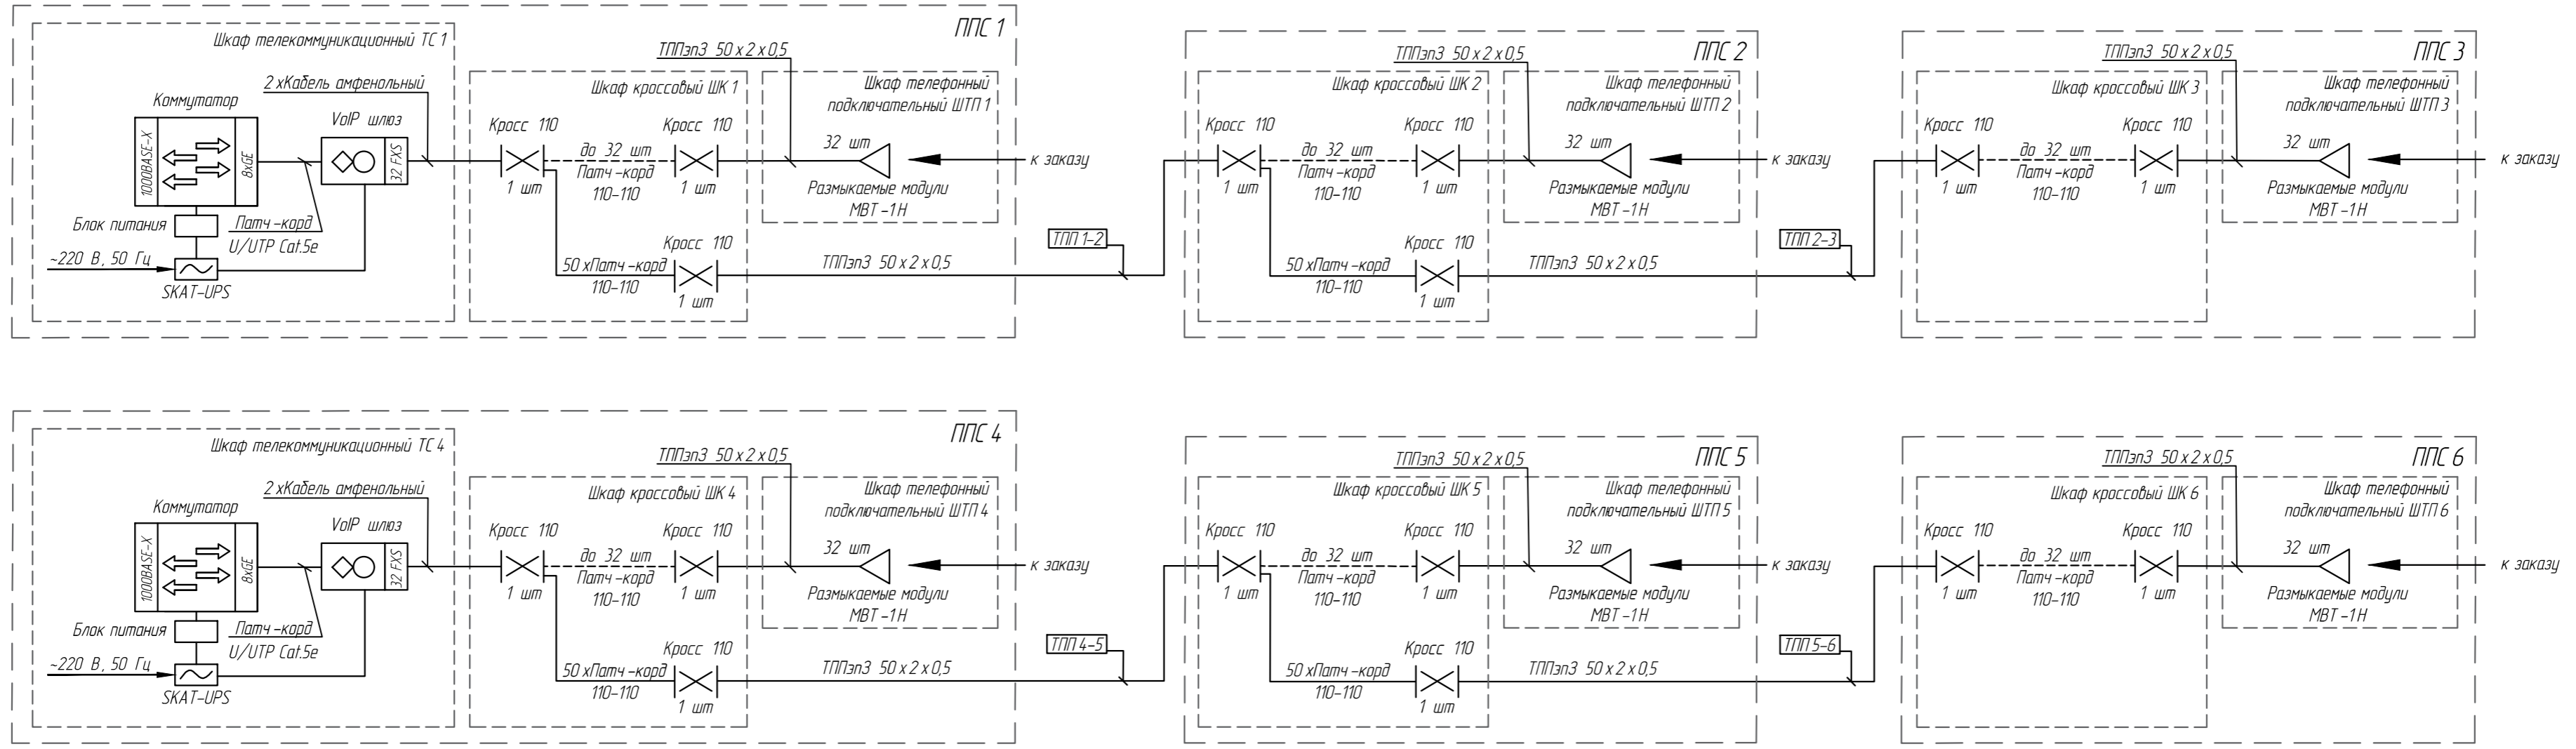 ППС 1
Шкаф телекоммуникационный ТС 1
2 хКабель амфенольный
Коммутатор
1000BASE-X
8xGE
VoIP шлюз
32 FXS
Блок питания
Патч-корд
U/UTP Cat.5e
~220 В, 50 Гц
SKAT-UPS
ТППэпЗ 50 х 2 х 0,5
Шкаф кроссовый ШК 1
Кросс 110
1 шт
до 32 шт
Патч-корд
110-110
Кросс 110
1 шт
50 хПатч-корд
110-110
Кросс 110
1 шт
Шкаф телефонный
подключательный ШТП 1
32 шт
Размыкаемые модули
МВТ-1Н
к заказу
ТППэпЗ 50 х 2 х 0,5
ТПП 1-2
ППС 2
ТППэпЗ 50 х 2 х 0,5
Шкаф кроссовый ШК 2
Кросс 110
1 шт
до 32 шт
Патч-корд
110-110
Кросс 110
1 шт
50 хПатч-корд
110-110
Кросс 110
1 шт
Шкаф телефонный
подключательный ШТП 2
32 шт
Размыкаемые модули
МВТ-1Н
к заказу
ТППэпЗ 50 х 2 х 0,5
ТПП 2-3
ППС 3
ТППэпЗ 50 х 2 х 0,5
Шкаф кроссовый ШК 3
Кросс 110
1 шт
до 32 шт
Патч-корд
110-110
Кросс 110
1 шт
Шкаф телефонный
подключательный ШТП 3
32 шт
Размыкаемые модули
МВТ-1Н
к заказу
ППС 4
Шкаф телекоммуникационный ТС 4
2 хКабель амфенольный
Коммутатор
1000BASE-X
8xGE
VoIP шлюз
32 FXS
Блок питания
Патч-корд
U/UTP Cat.5e
~220 В, 50 Гц
SKAT-UPS
ТППэпЗ 50 х 2 х 0,5
Шкаф кроссовый ШК 4
Кросс 110
1 шт
до 32 шт
Патч-корд
110-110
Кросс 110
1 шт
50 хПатч-корд
110-110
Кросс 110
1 шт
Шкаф телефонный
подключательный ШТП 4
32 шт
Размыкаемые модули
МВТ-1Н
к заказу
ТППэпЗ 50 х 2 х 0,5
ТПП 4-5
ППС 5
ТППэпЗ 50 х 2 х 0,5
Шкаф кроссовый ШК 5
Кросс 110
1 шт
до 32 шт
Патч-корд
110-110
Кросс 110
1 шт
50 хПатч-корд
110-110
Кросс 110
1 шт
Шкаф телефонный
подключательный ШТП 5
32 шт
Размыкаемые модули
МВТ-1Н
к заказу
ТППэпЗ 50 х 2 х 0,5
ТПП 5-6
ППС 6
ТППэпЗ 50 х 2 х 0,5
Шкаф кроссовый ШК 6
Кросс 110
1 шт
до 32 шт
Патч-корд
110-110
Кросс 110
1 шт
Шкаф телефонный
подключательный ШТП 6
32 шт
Размыкаемые модули
МВТ-1Н
к заказу